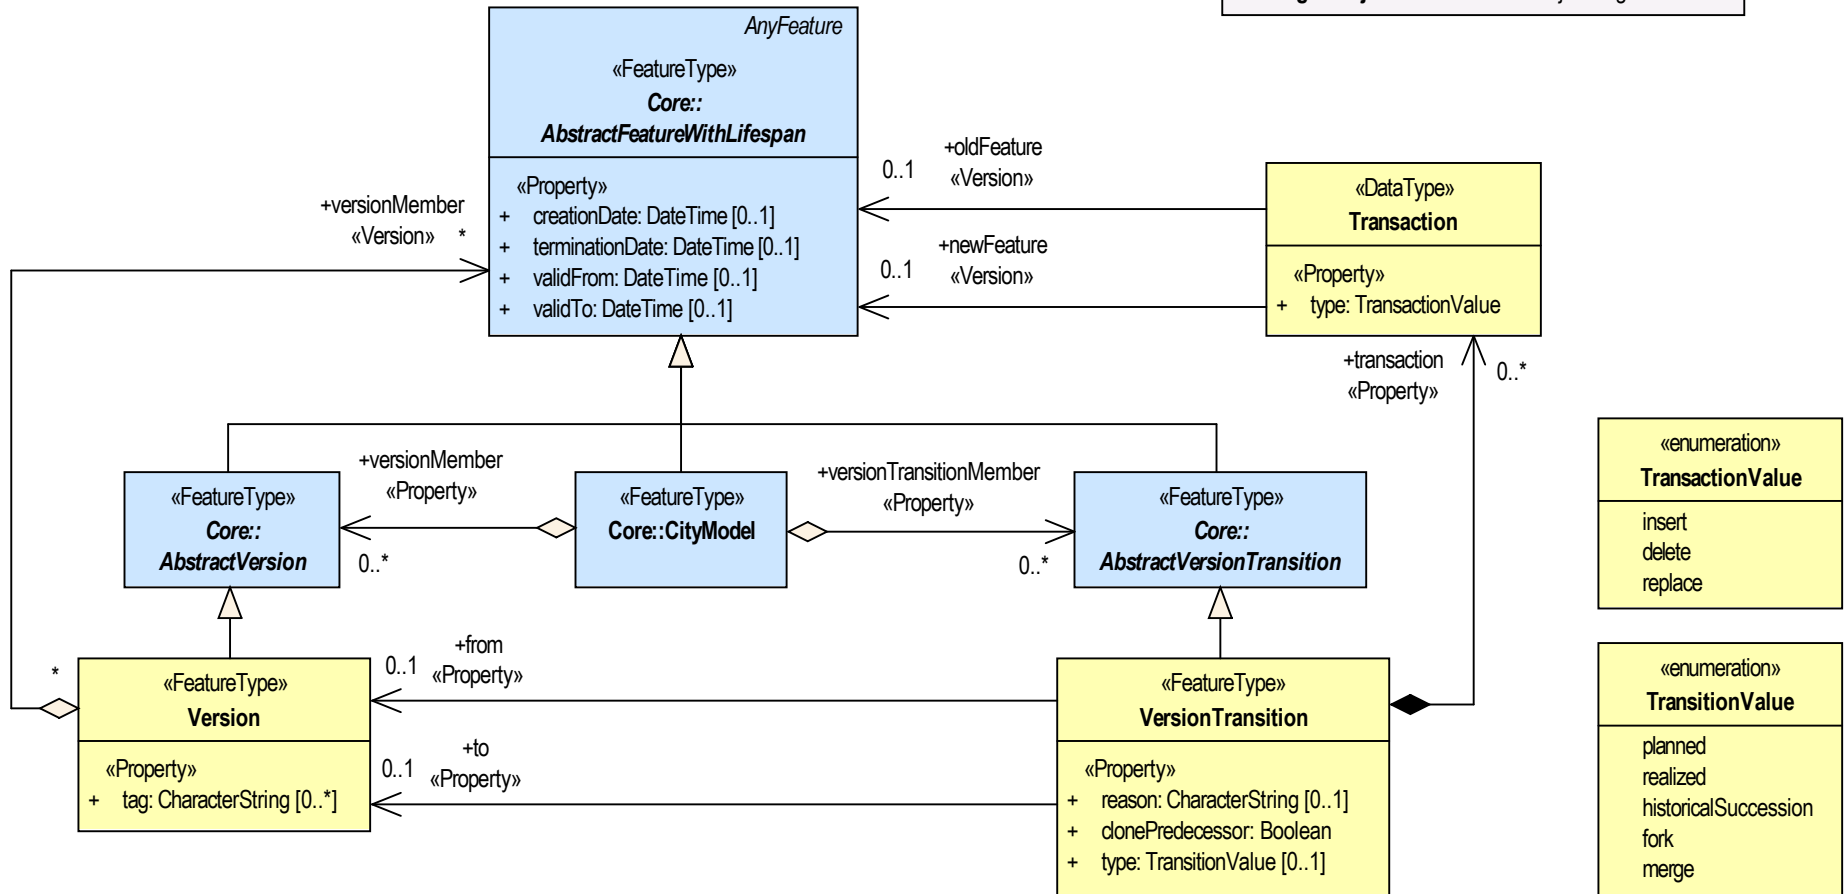 AnyFeature
«FeatureType»
Core::
AbstractFeatureWithLifespan
«Property»
+ creationDate: DateTime [0..1]
+ terminationDate: DateTime [0..1]
+ validFrom: DateTime [0..1]
+ validTo: DateTime [0..1]
+versionMember
«Version» *
+oldFeature
0..1 «Version»
+newFeature
0..1 «Version»
«DataType»
Transaction
«Property»
+ type: TransactionValue
+transaction
«Property» 0..*
«FeatureType»
Core::
AbstractVersion
+versionMember
«Property»
0..*
«FeatureType»
Core::CityModel
+versionTransitionMember
«Property»
0..*
«FeatureType»
Core::
AbstractVersionTransition
*
«FeatureType»
Version
«Property»
+ tag: CharacterString [0..*]
+from
0..1 «Property»
+to
0..1 «Property»
«FeatureType»
VersionTransition
«Property»
+ reason: CharacterString [0..1]
+ clonePredecessor: Boolean
+ type: TransitionValue [0..1]
«enumeration»
TransactionValue
insert
delete
replace
«enumeration»
TransitionValue
planned
realized
historicalSuccession
fork
merge